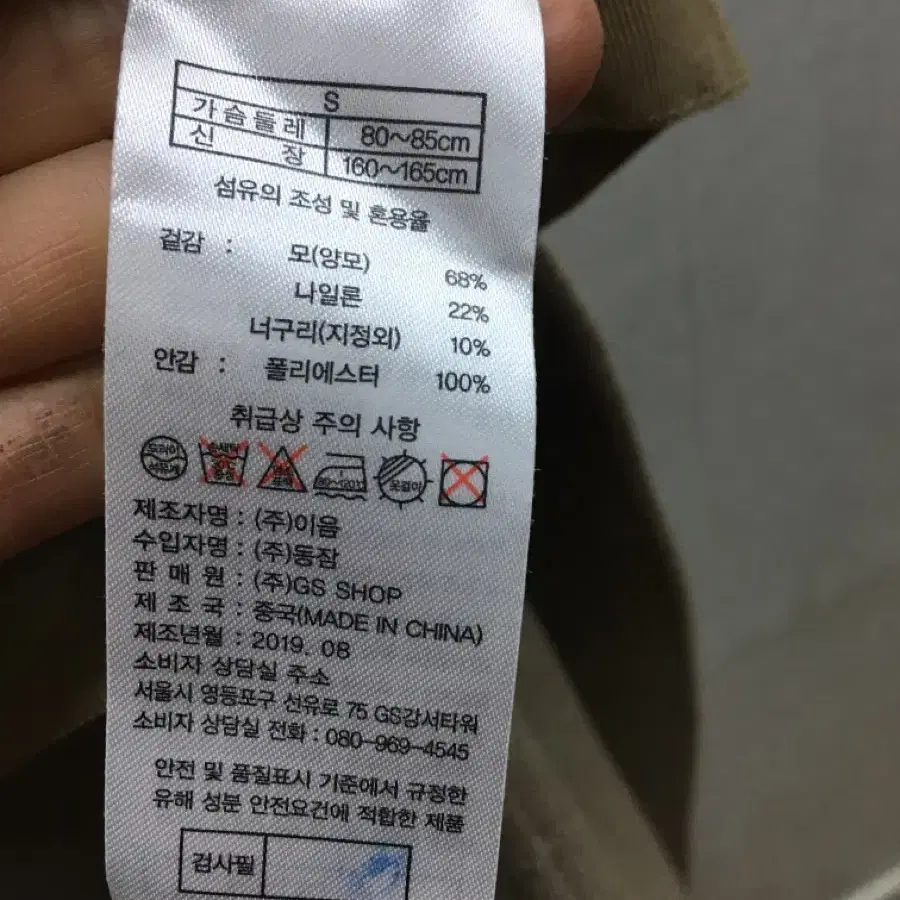 S
가슴둘레 80~85cm
신장 160~165cm
섬유의 조성 및 혼용율
겉감 : 모(양모) 68%
나일론 22%
너구리(지정외) 10%
안감 : 폴리에스터 100%
취급상 주의 사항
드라이
80~120℃
옷걸이
제조자명 : (주)이음
수입자명 : (주)동잠
판매원 : (주)GS SHOP
제조국 : 중국(MADE IN CHINA)
제조년월 : 2019. 08
소비자 상담실 주소
서울시 영등포구 선유로 75 GS강서타워
소비자 상담실 전화 : 080-969-4545
안전 및 품질표시 기준에서 규정한
유해 성분 안전요건에 적합한 제품
검사필